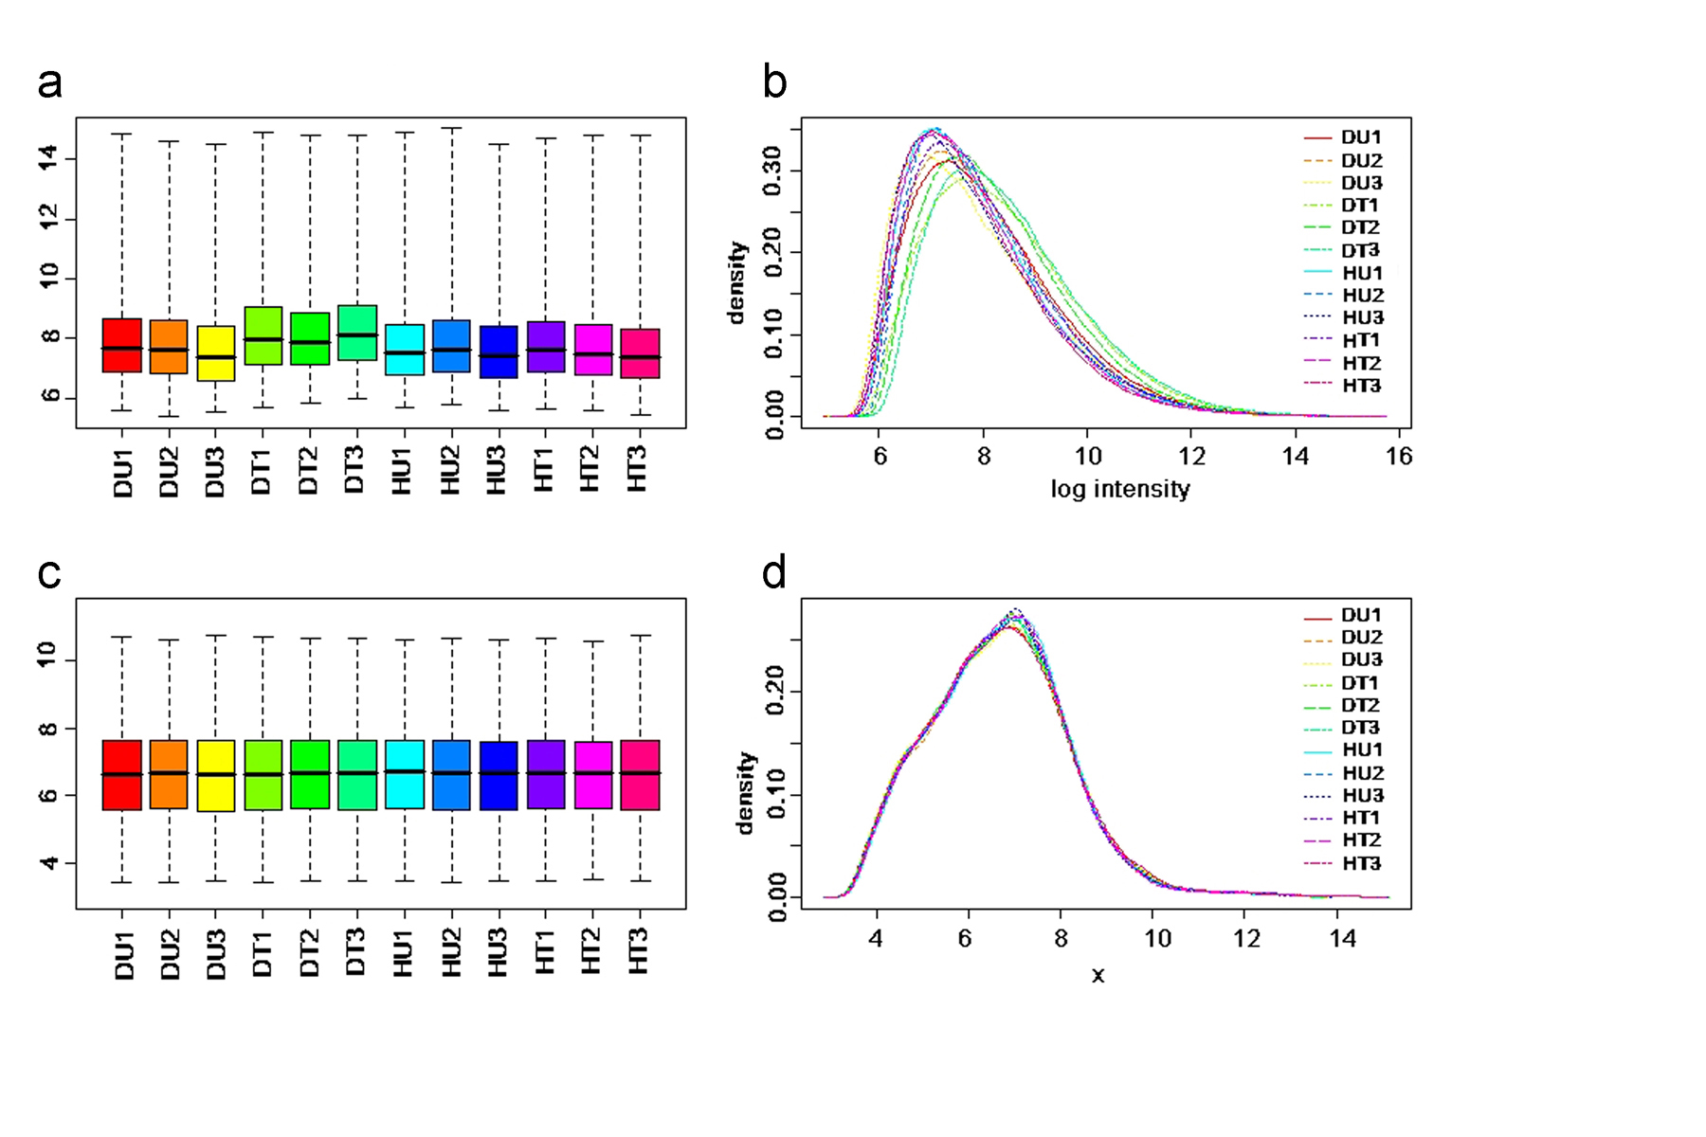 a
14
12
10
8
6
DU1 DU2 DU3 DT1 DT2 DT3 HU1 HU2 HU3 HT1 HT2 HT3
b
density
0.30
0.20
0.10
0.00
6 8 10 12 14 16
log intensity
DU1
DU2
DU3
DT1
DT2
DT3
HU1
HU2
HU3
HT1
HT2
HT3
c
10
8
6
4
DU1 DU2 DU3 DT1 DT2 DT3 HU1 HU2 HU3 HT1 HT2 HT3
d
density
0.20
0.10
0.00
4 6 8 10 12 14
x
DU1
DU2
DU3
DT1
DT2
DT3
HU1
HU2
HU3
HT1
HT2
HT3